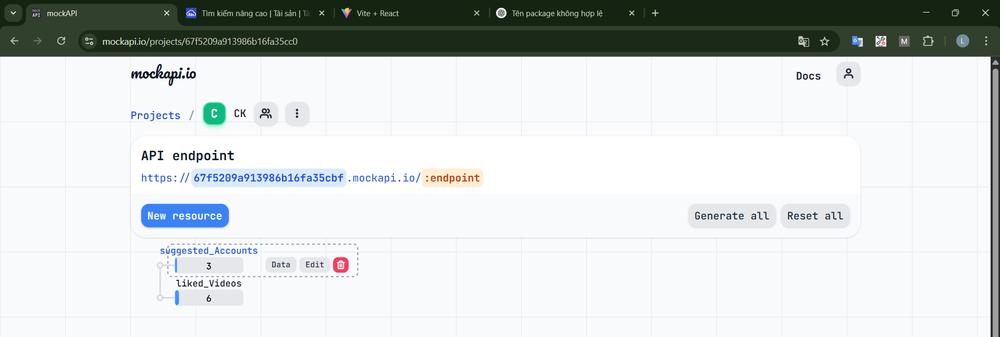 mock API
mockAPI
Tìm kiếm nâng cao | Tài sản | Tà
Vite + React
Tên package không hợp lệ
mockapi.io/projects/67f5209a913986b16fa35cc0
M
L
mockapi.io
Docs
Projects / C CK
API endpoint
https://67f5209a913986b16fa35cbf.mockapi.io/:endpoint
New resource
Generate all
Reset all
suggested_Accounts
3
Data
Edit
liked_Videos
6